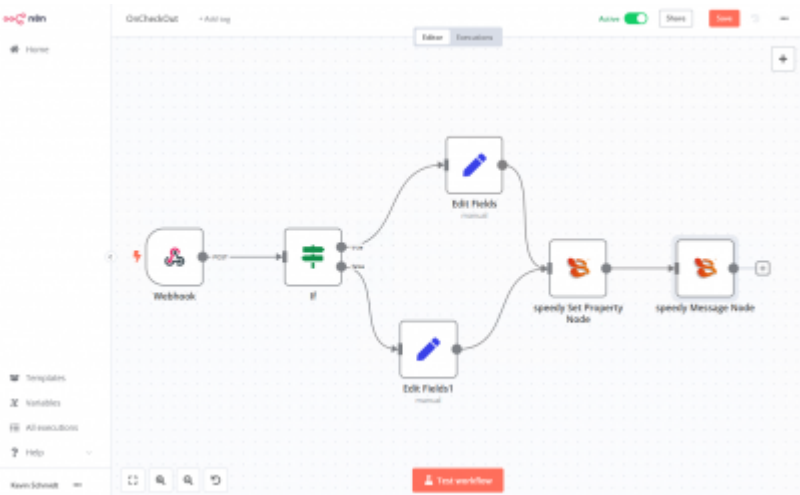 n8n
OnCheckOut
+ Add tag
Active
Share
Save
Editor
Executions
Home
Edit Fields
manual
POST
true
false
Webhook
If
speedy Set Property
Node
speedy Message Node
Edit Fields1
manual
Templates
Variables
All executions
Help
Kevin Schmidt
Test workflow